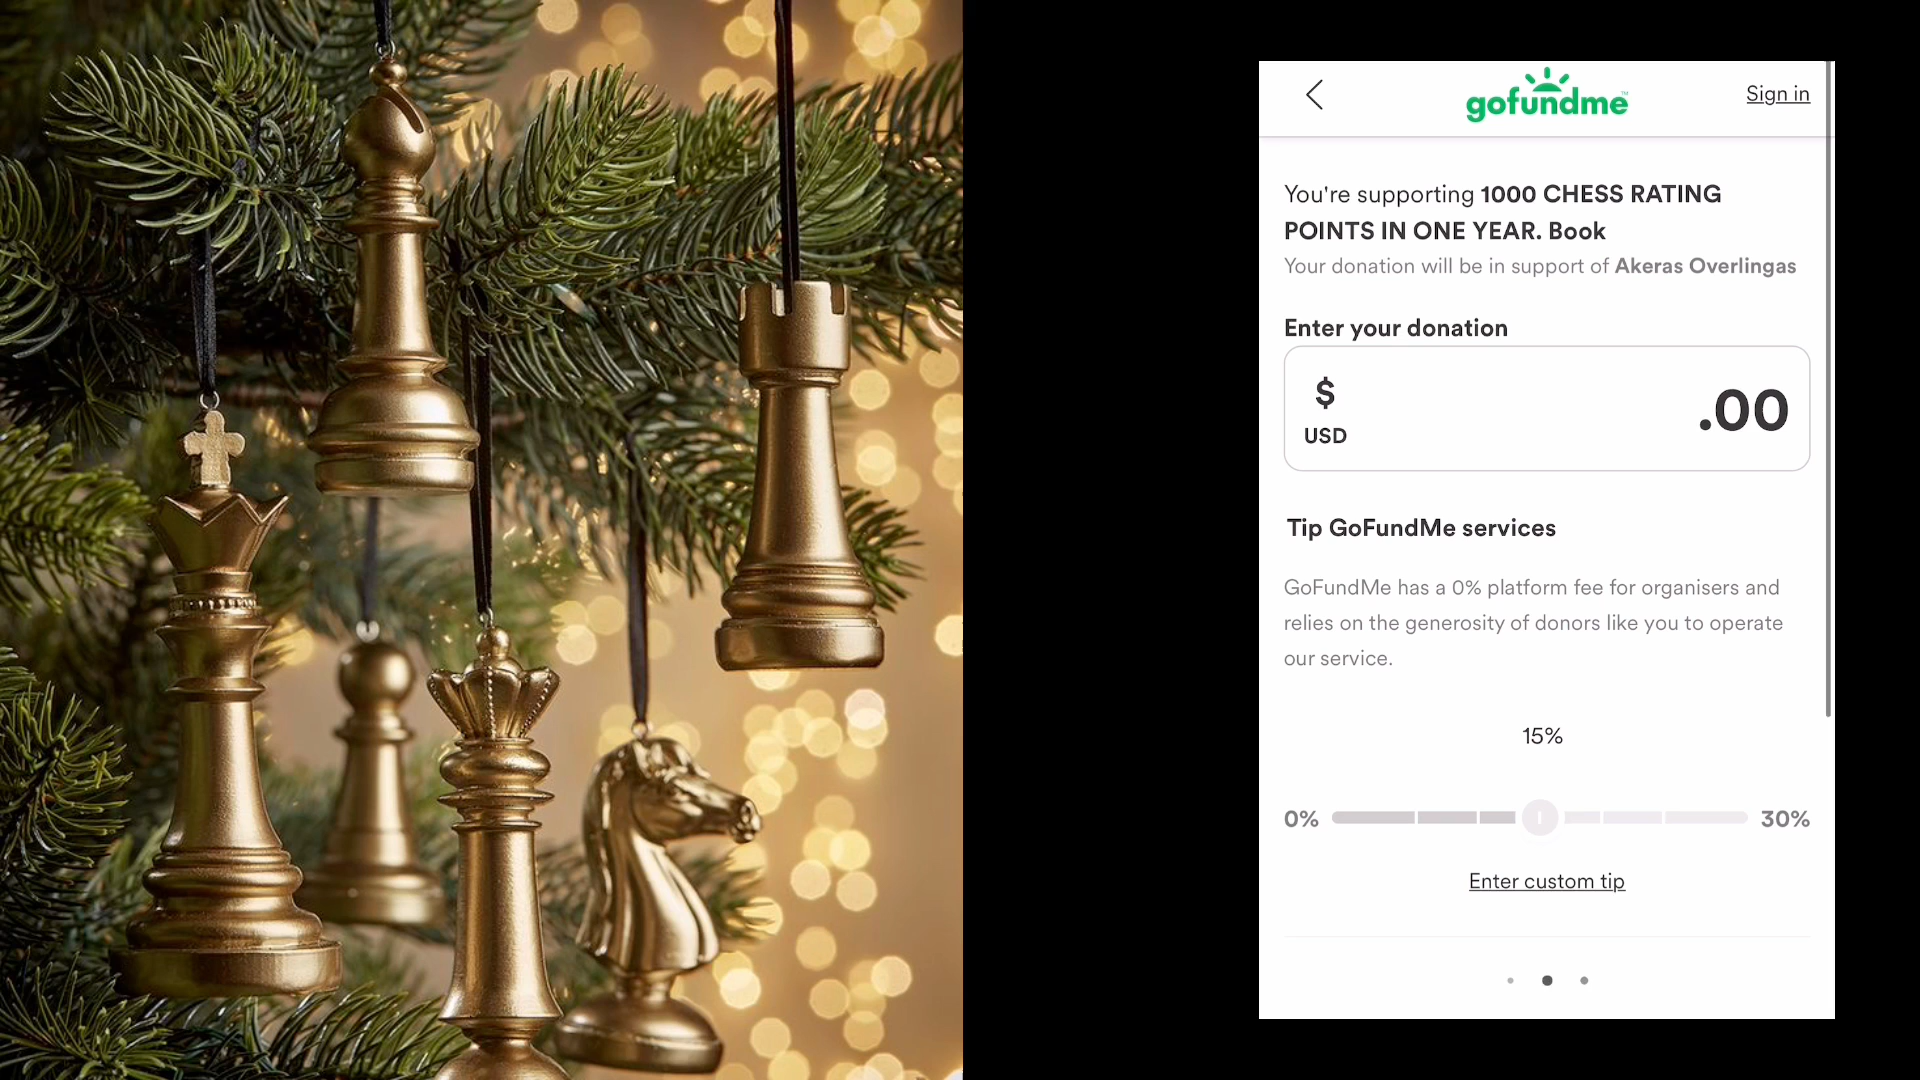 gofundme™
Sign in
You're supporting 1000 CHESS RATING
POINTS IN ONE YEAR. Book
Your donation will be in support of Akeras Overlingas
Enter your donation
$
.00
USD
Tip GoFundMe services
GoFundMe has a 0% platform fee for organisers and
relies on the generosity of donors like you to operate
our service.
15%
0%
30%
Enter custom tip